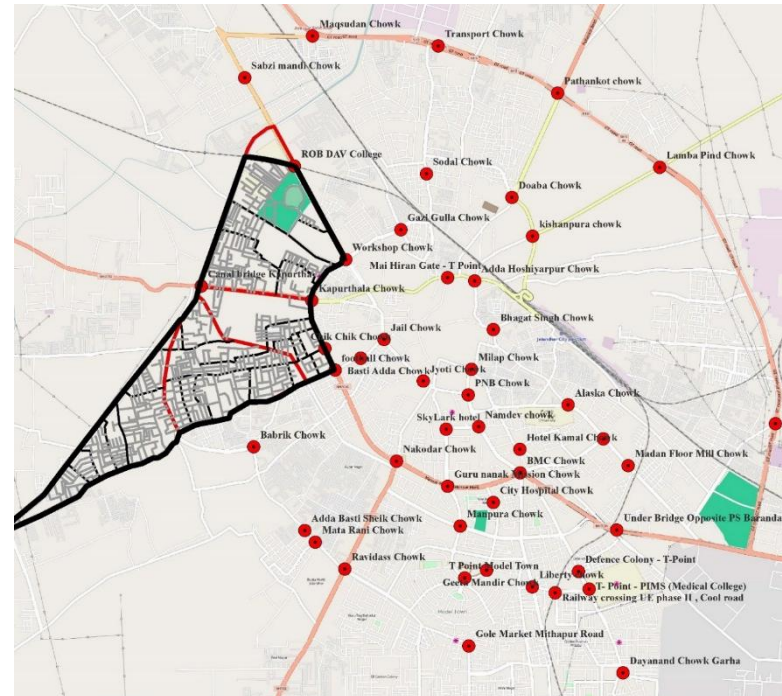 Maqsudan Chowk
Transport Chowk
Sabzi mandi Chowk
Pathankot chowk
ROB DAV College
Sodal Chowk
Lamba Pind Chowk
Doaba Chowk
Gazi Gulla Chowk
kishanpura chowk
Workshop Chowk
Mai Hiran Gate - T Point
Adda Hoshiyarpur Chowk
Canal bridge Kapurthala
Kapurthala Chowk
Bhagat Singh Chowk
Jail Chowk
Chik Chik Chowk
football Chowk
Milap Chowk
Basti Adda Chowk
Jyoti Chowk
PNB Chowk
Alaska Chowk
SkyLark hotel
Namdev chowk
Babrik Chowk
Hotel Kamal Chowk
Nakodar Chowk
BMC Chowk
Madan Floor Mill Chowk
Guru nanak Mission Chowk
City Hospital Chowk
Adda Basti Sheik Chowk
Manpura Chowk
Under Bridge Opposite PS Baranda
Mata Rani Chowk
Ravidass Chowk
T Point Model Town
Defence Colony - T-Point
Geeta Mandir Chowk
Liberty Chowk
T- Point - PIMS (Medical College)
Railway crossing UE phase II , Cool road
Gole Market Mithapur Road
Dayanand Chowk Garha